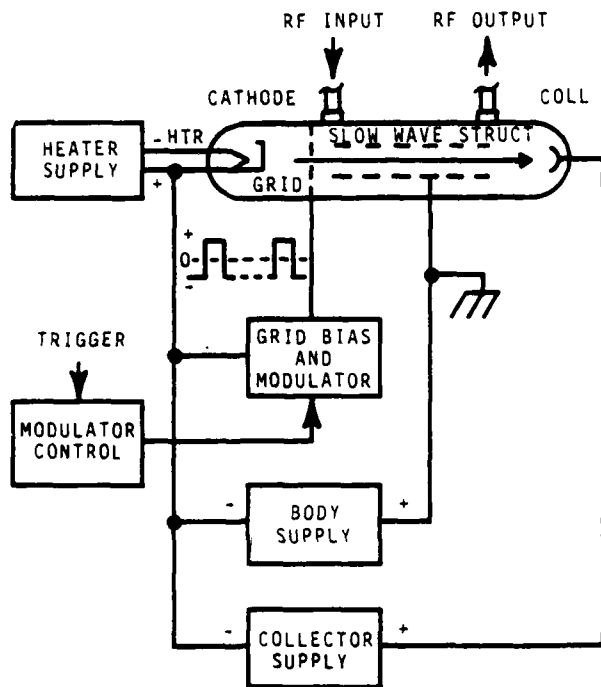 RF INPUT
RF OUTPUT
CATHODE
COLL
SLOW WAVE STRUCT
HEATER
SUPPLY
- HTR
+
GRID
+
0
-
TRIGGER
GRID BIAS
AND
MODULATOR
MODULATOR
CONTROL
-
BODY
SUPPLY
+
-
COLLECTOR
SUPPLY
+